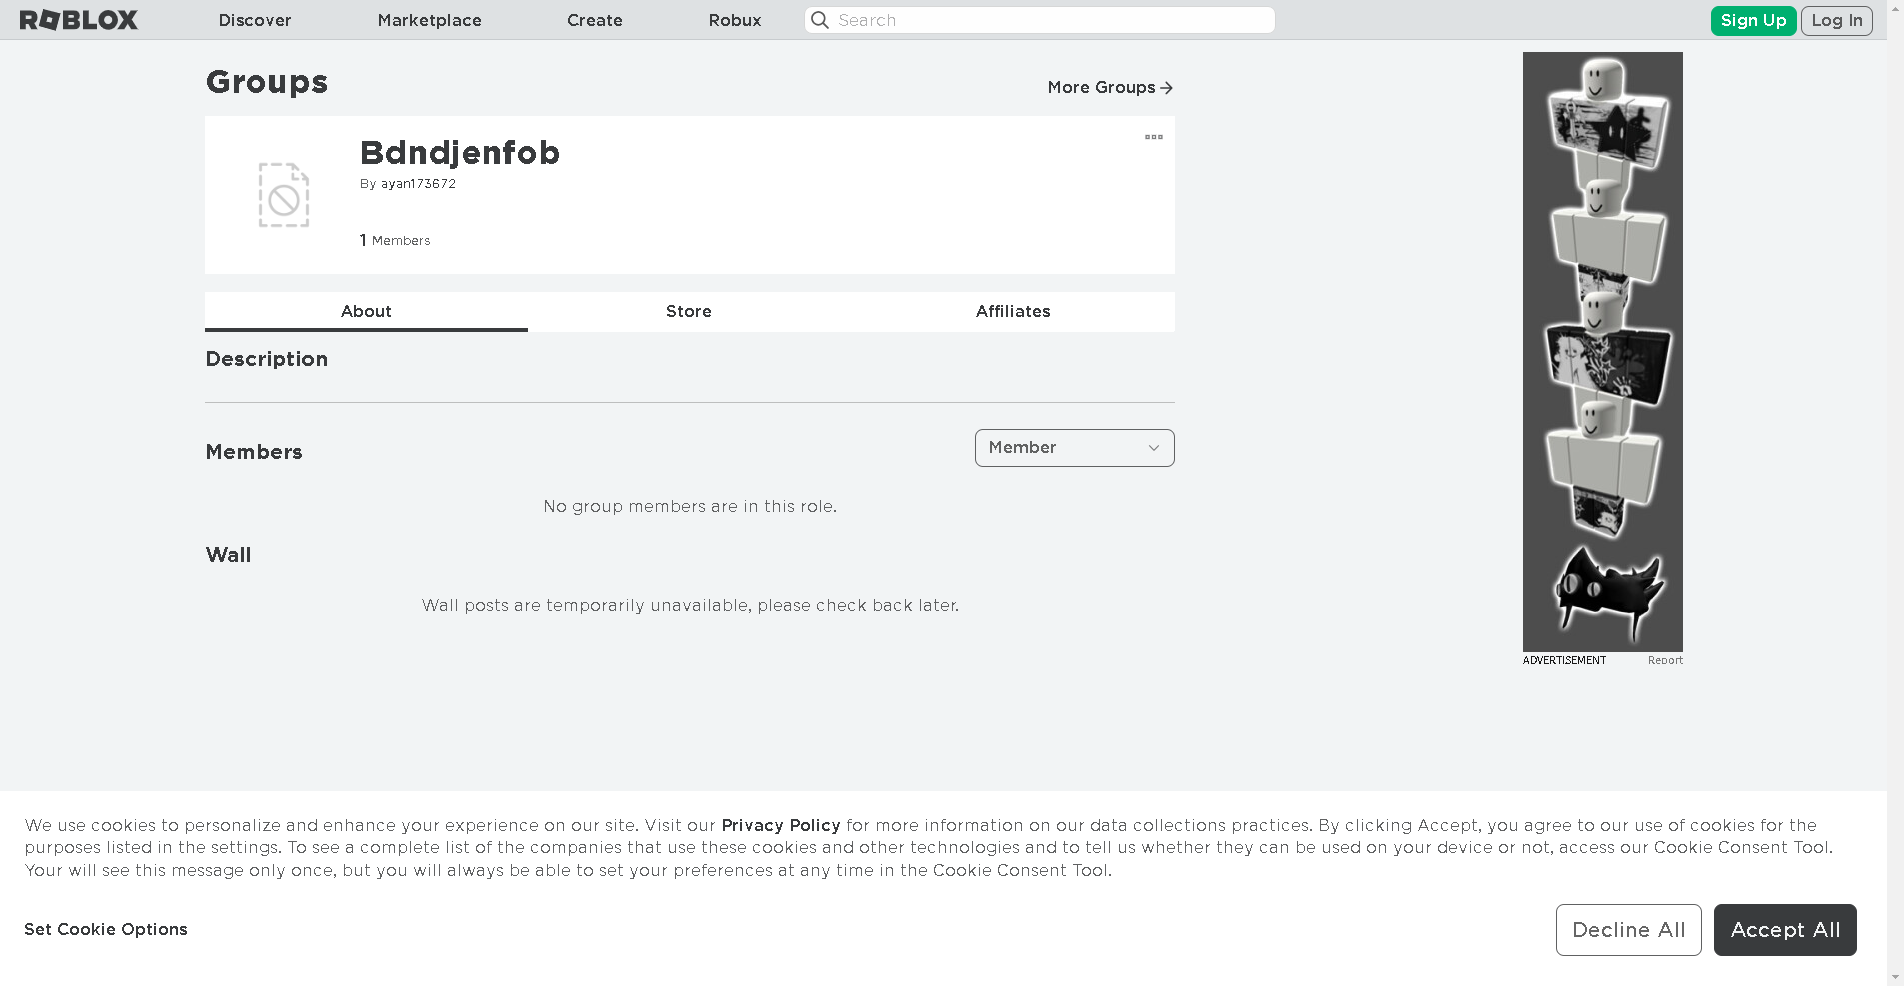 ROBLOX
Discover
Marketplace
Create
Robux
Search
Sign Up
Log In
Groups
More Groups
Bdndjenfob
By ayan173672
1 Members
About
Store
Affiliates
Description
Members
Member
No group members are in this role.
Wall
Wall posts are temporarily unavailable, please check back later.
ADVERTISEMENT
Report
We use cookies to personalize and enhance your experience on our site. Visit our Privacy Policy for more information on our data collections practices. By clicking Accept, you agree to our use of cookies for the
purposes listed in the settings. To see a complete list of the companies that use these cookies and other technologies and to tell us whether they can be used on your device or not, access our Cookie Consent Tool.
Your will see this message only once, but you will always be able to set your preferences at any time in the Cookie Consent Tool.
Set Cookie Options
Decline All
Accept All